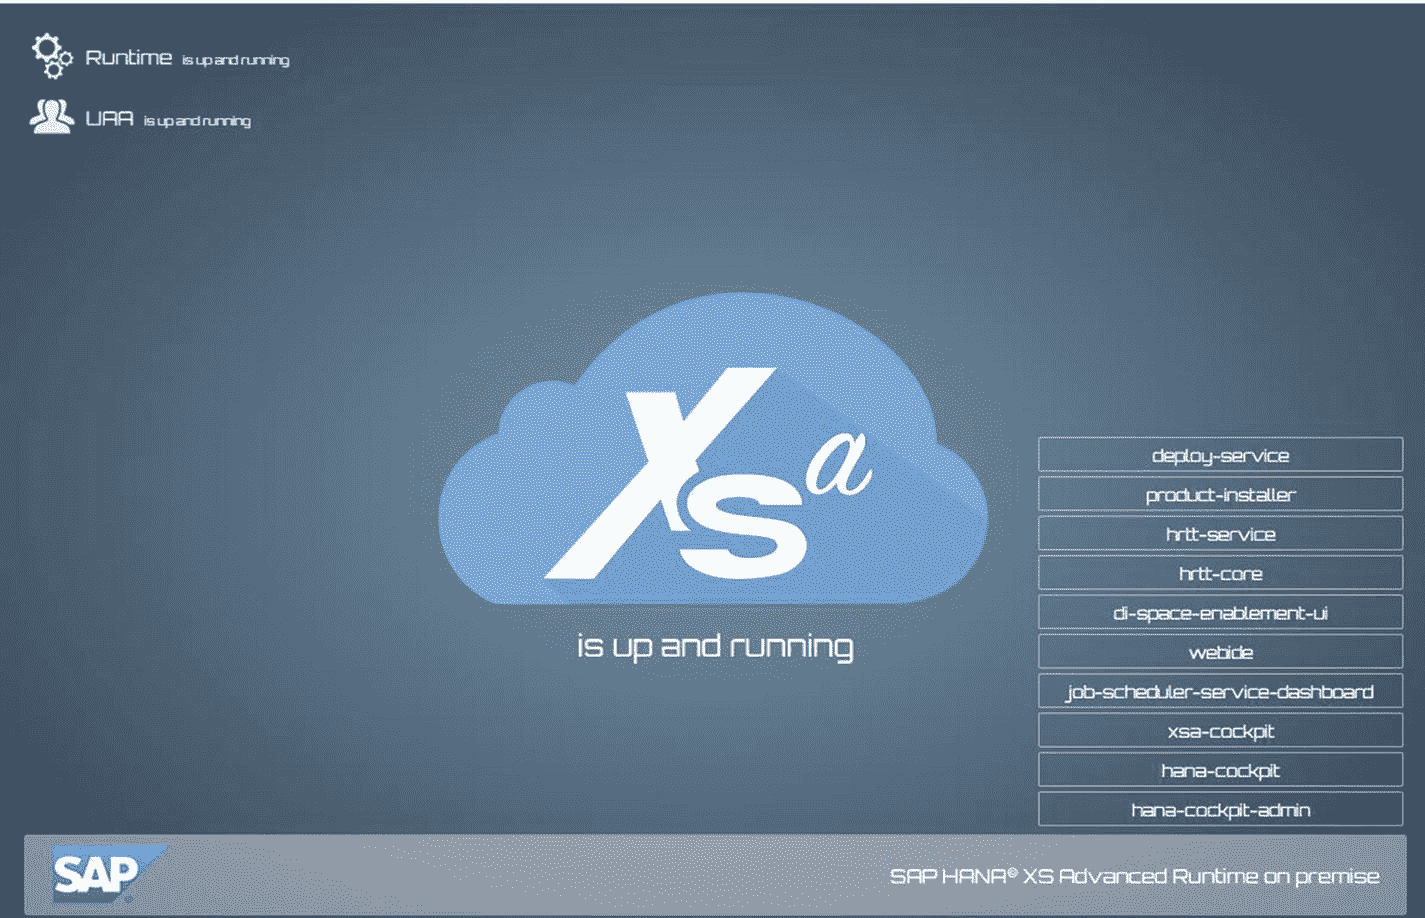 Runtime is up and running
UAA is up and running
XSa
is up and running
deploy-service
product-installer
hrtt-service
hrtt-core
di-space-enablement-ui
webide
job-scheduler-service-dashboard
xsa-cockpit
hana-cockpit
hana-cockpit-admin
SAP
SAP HANA® XS Advanced Runtime on premise